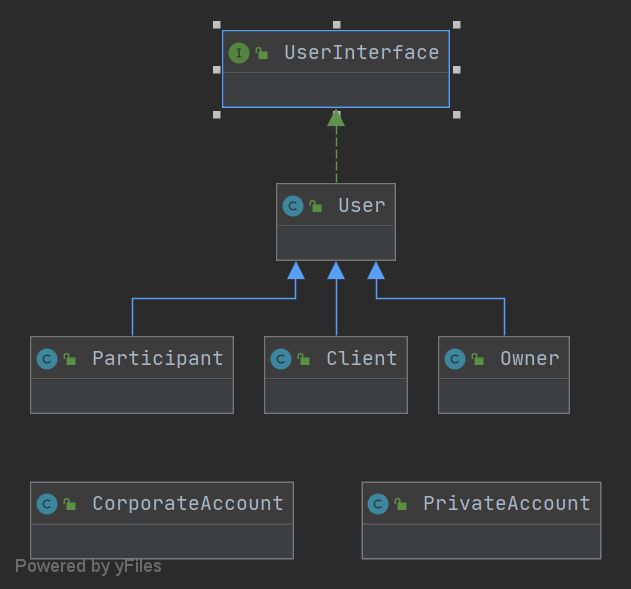 I UserInterface
C User
C Participant
C Client
C Owner
C CorporateAccount
C PrivateAccount
Powered by yFiles